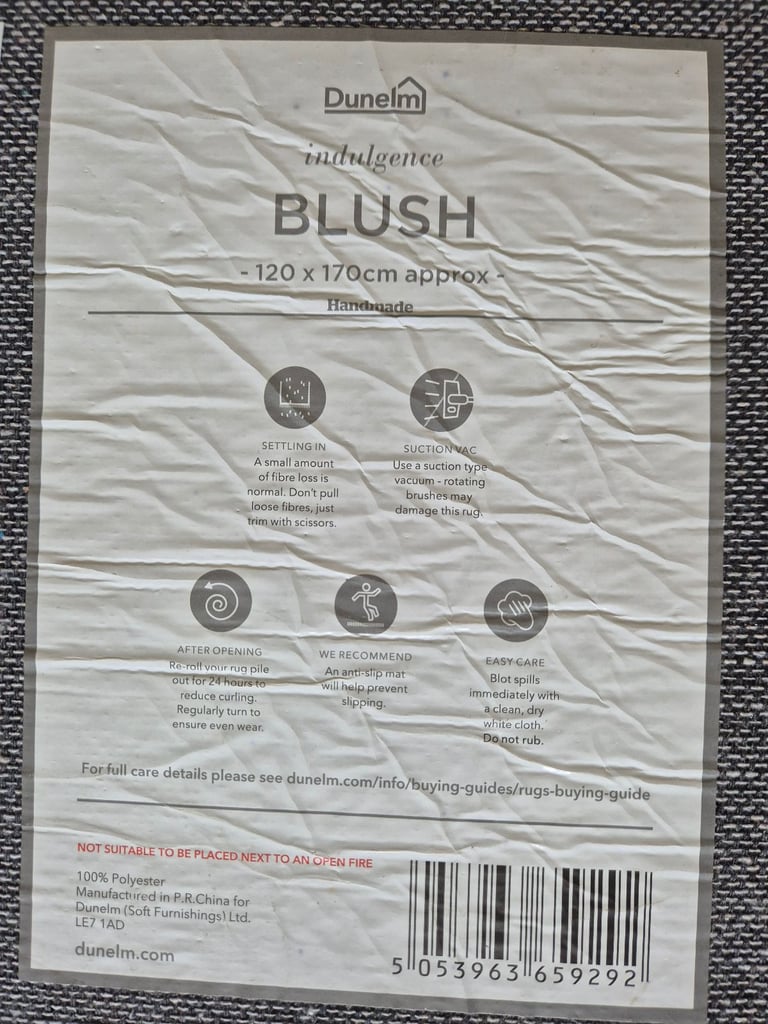 Dunelm
indulgence
BLUSH
- 120 x 170cm approx -
Handmade
SETTLING IN
A small amount
of fibre loss is
normal. Don't pull
loose fibres, just
trim with scissors.
SUCTION VAC
Use a suction type
vacuum - rotating
brushes may
damage this rug.
AFTER OPENING
Re-roll your rug pile
out for 24 hours to
reduce curling.
Regularly turn to
ensure even wear.
WE RECOMMEND
An anti-slip mat
will help prevent
slipping.
EASY CARE
Blot spills
immediately with
a clean, dry
white cloth.
Do not rub.
For full care details please see dunelm.com/info/buying-guides/rugs-buying-guide
NOT SUITABLE TO BE PLACED NEXT TO AN OPEN FIRE
100% Polyester
Manufactured in P.R.China for
Dunelm (Soft Furnishings) Ltd.
LE7 1AD
dunelm.com
5 053963 659292